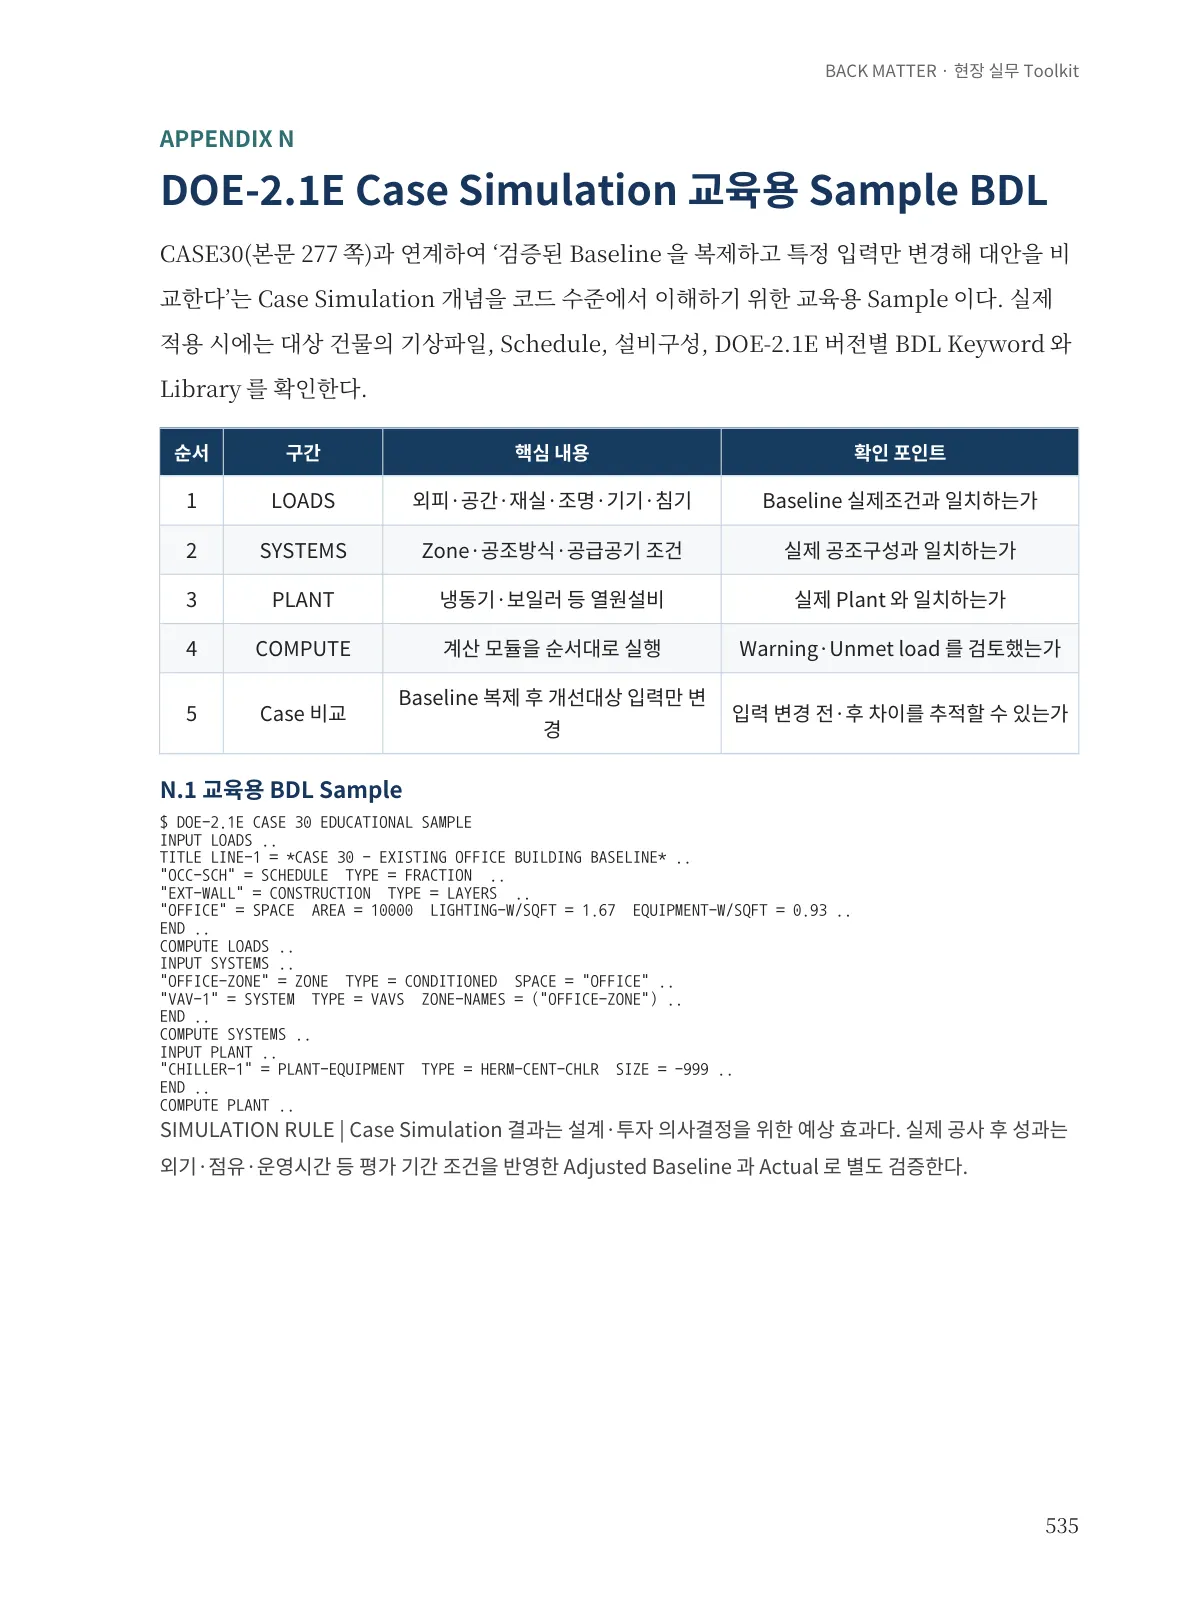 BACK MATTER · 현장 실무 Toolkit
APPENDIX N
DOE-2.1E Case Simulation 교육용 Sample BDL
CASE30(본문 277 쪽)과 연계하여 ‘검증된 Baseline 을 복제하고 특정 입력만 변경해 대안을 비
교한다’는 Case Simulation 개념을 코드 수준에서 이해하기 위한 교육용 Sample 이다. 실제
적용 시에는 대상 건물의 기상파일, Schedule, 설비구성, DOE-2.1E 버전별 BDL Keyword 와
Library 를 확인한다.
순서 구간 핵심 내용 확인 포인트
1 LOADS 외피·공간·재실·조명·기기·침기 Baseline 실제조건과 일치하는가
2 SYSTEMS Zone·공조방식·공급공기 조건 실제 공조구성과 일치하는가
3 PLANT 냉동기·보일러 등 열원설비 실제 Plant 와 일치하는가
4 COMPUTE 계산 모듈을 순서대로 실행 Warning·Unmet load 를 검토했는가
5 Case 비교 Baseline 복제 후 개선대상 입력만 변
경 입력 변경 전·후 차이를 추적할 수 있는가
N.1 교육용 BDL Sample
$ DOE-2.1E CASE 30 EDUCATIONAL SAMPLE
INPUT LOADS ..
TITLE LINE-1 = *CASE 30 - EXISTING OFFICE BUILDING BASELINE* ..
"OCC-SCH" = SCHEDULE  TYPE = FRACTION  ..
"EXT-WALL" = CONSTRUCTION  TYPE = LAYERS  ..
"OFFICE" = SPACE  AREA = 10000  LIGHTING-W/SQFT = 1.67  EQUIPMENT-W/SQFT = 0.93 ..
END ..
COMPUTE LOADS ..
INPUT SYSTEMS ..
"OFFICE-ZONE" = ZONE  TYPE = CONDITIONED  SPACE = "OFFICE" ..
"VAV-1" = SYSTEM  TYPE = VAVS  ZONE-NAMES = ("OFFICE-ZONE") ..
END ..
COMPUTE SYSTEMS ..
INPUT PLANT ..
"CHILLER-1" = PLANT-EQUIPMENT  TYPE = HERM-CENT-CHLR  SIZE = -999 ..
END ..
COMPUTE PLANT ..
SIMULATION RULE | Case Simulation 결과는 설계·투자 의사결정을 위한 예상 효과다. 실제 공사 후 성과는
외기·점유·운영시간 등 평가 기간 조건을 반영한 Adjusted Baseline 과 Actual 로 별도 검증한다.
535